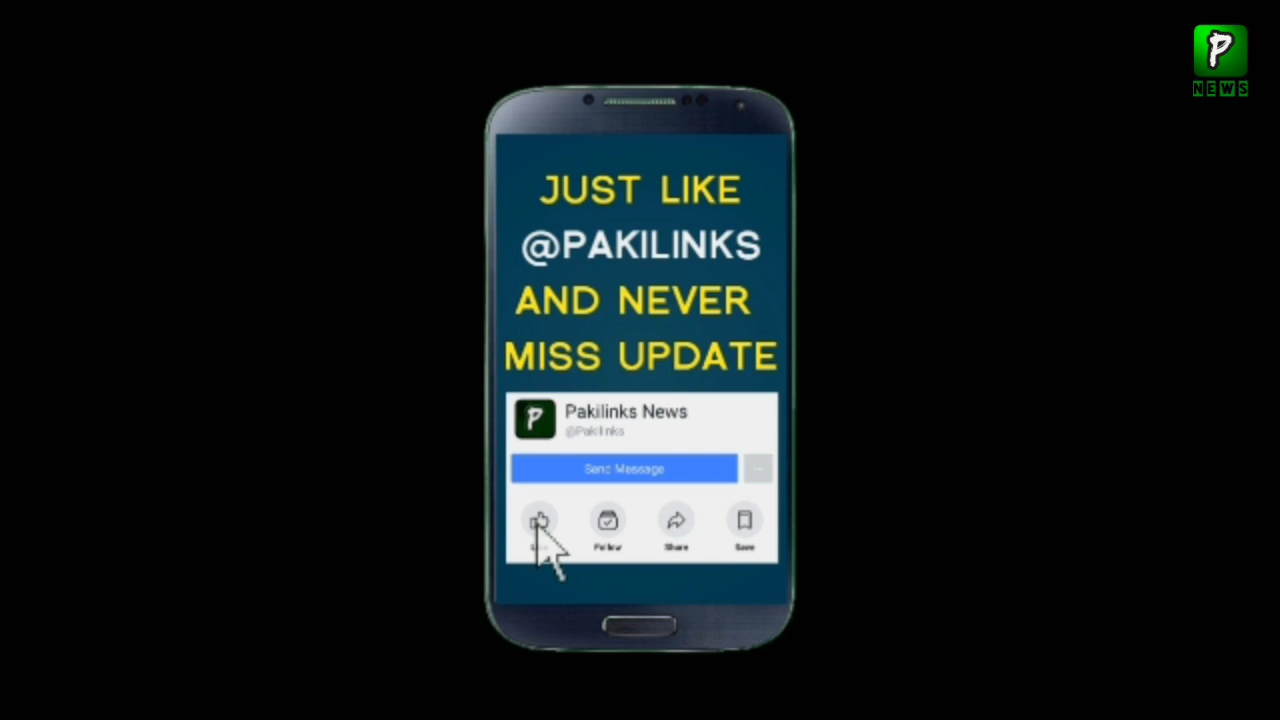 P
NEWS
JUST LIKE
@PAKILINKS
AND NEVER
MISS UPDATE
P
Pakilinks News
@Pakilinks
Send Message
Follow Share Save